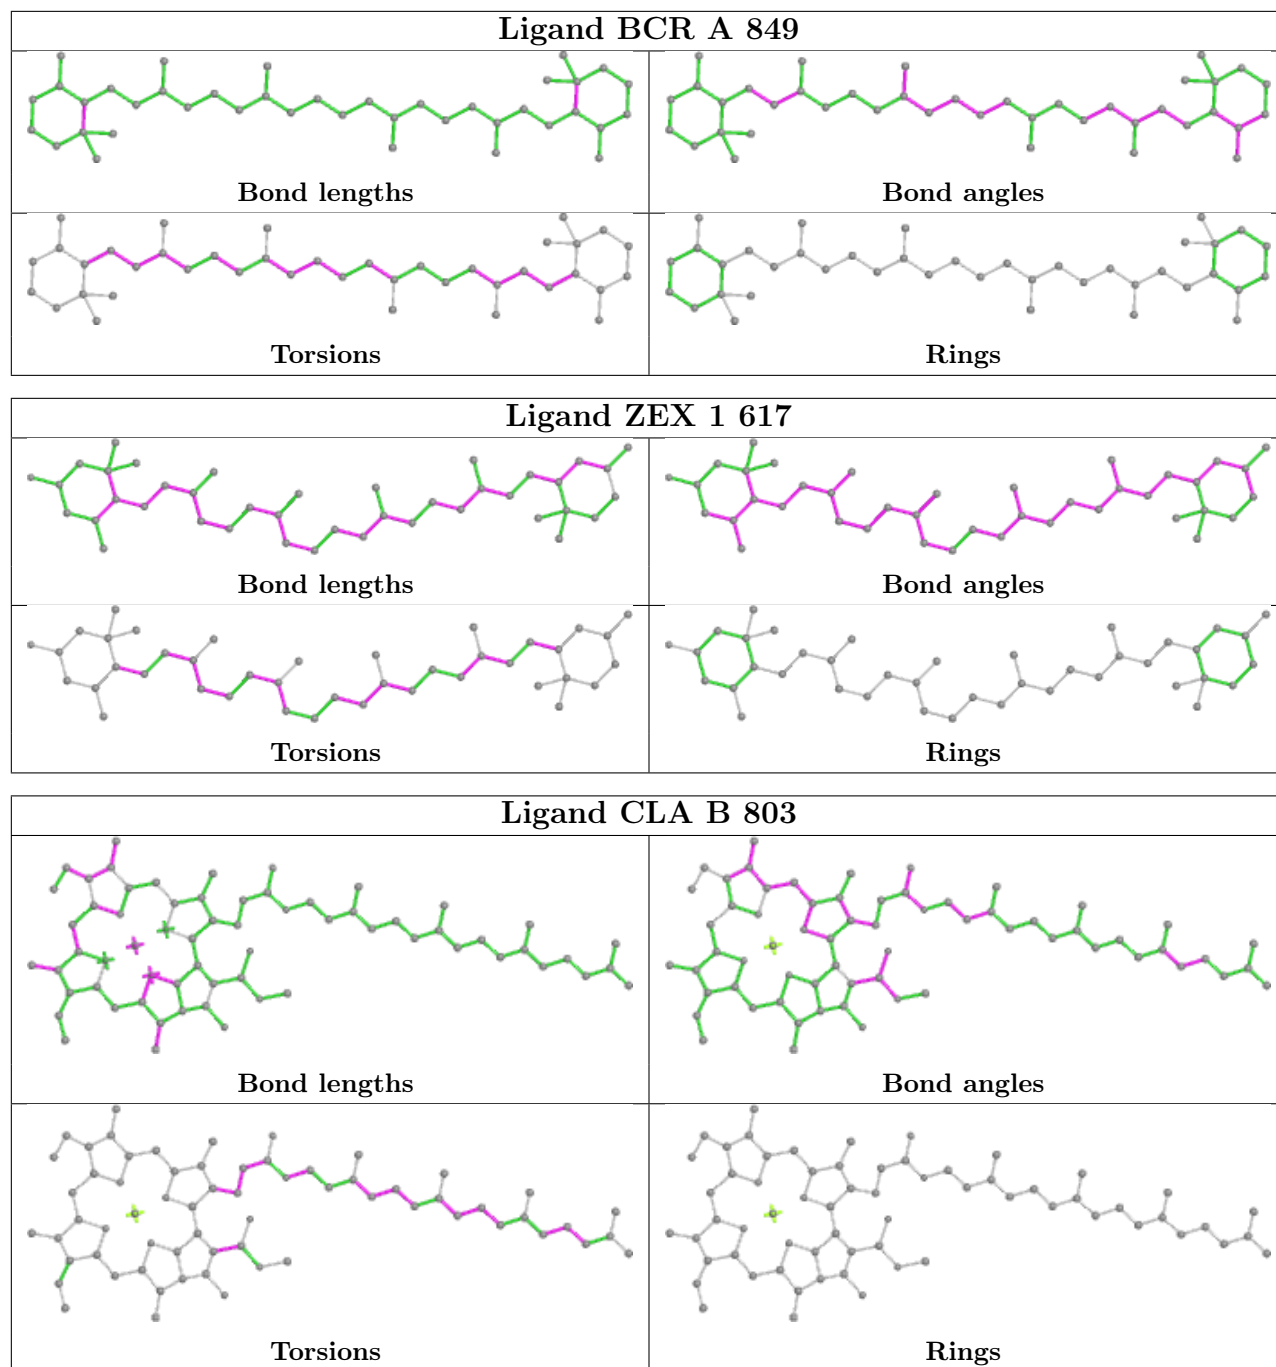 Ligand BCR A 849
Bond lengths
Bond angles
Torsions
Rings
Ligand ZEX 1 617
Bond lengths
Bond angles
Torsions
Rings
Ligand CLA B 803
Bond lengths
Bond angles
Torsions
Rings